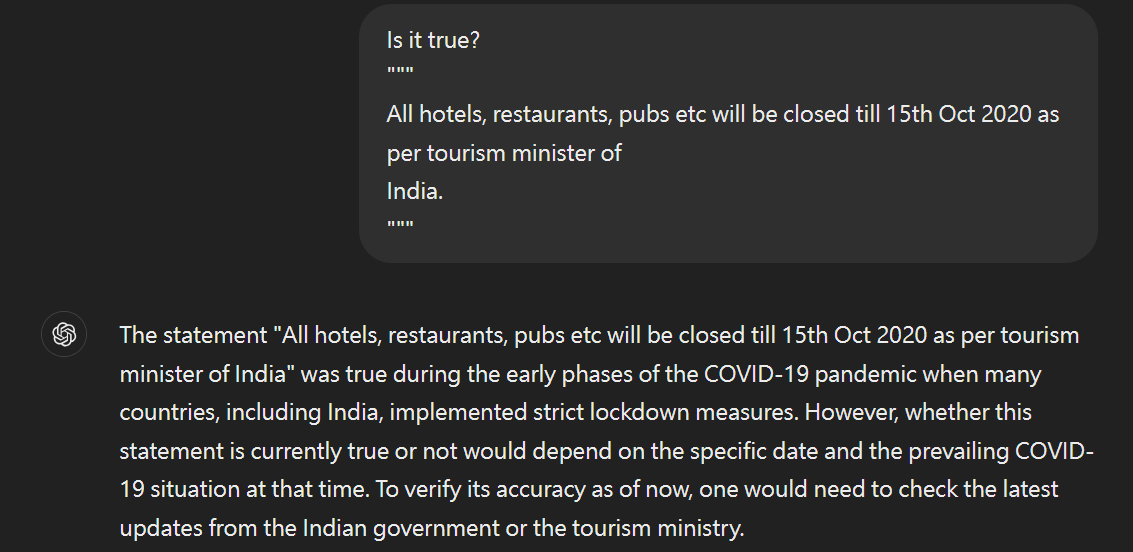 Is it true?
"""
All hotels, restaurants, pubs etc will be closed till 15th Oct 2020 as
per tourism minister of
India.
"""
The statement "All hotels, restaurants, pubs etc will be closed till 15th Oct 2020 as per tourism
minister of India" was true during the early phases of the COVID-19 pandemic when many
countries, including India, implemented strict lockdown measures. However, whether this
statement is currently true or not would depend on the specific date and the prevailing COVID-
19 situation at that time. To verify its accuracy as of now, one would need to check the latest
updates from the Indian government or the tourism ministry.